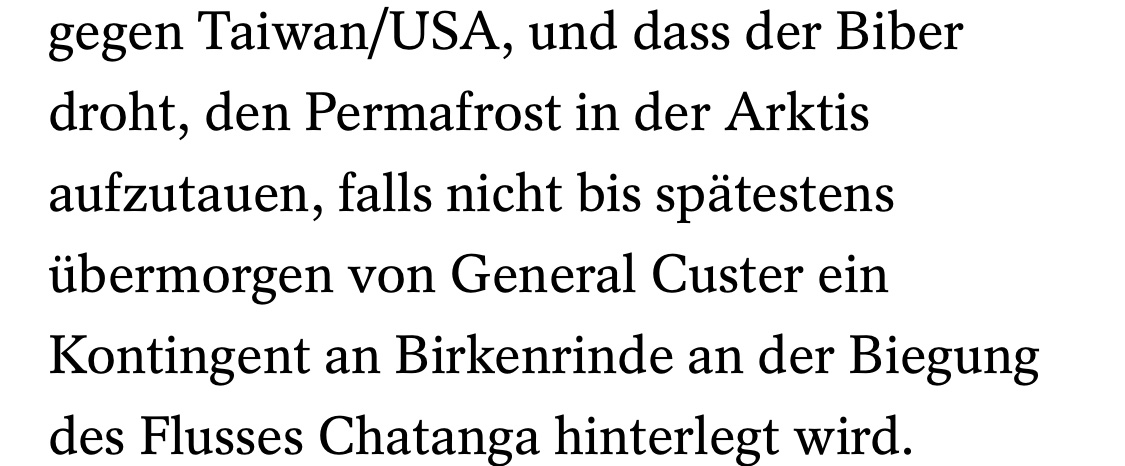 gegen Taiwan/USA, und dass der Biber
droht, den Permafrost in der Arktis
aufzutauen, falls nicht bis spätestens
übermorgen von General Custer ein
Kontingent an Birkenrinde an der Biegung
des Flusses Chatanga hinterlegt wird.